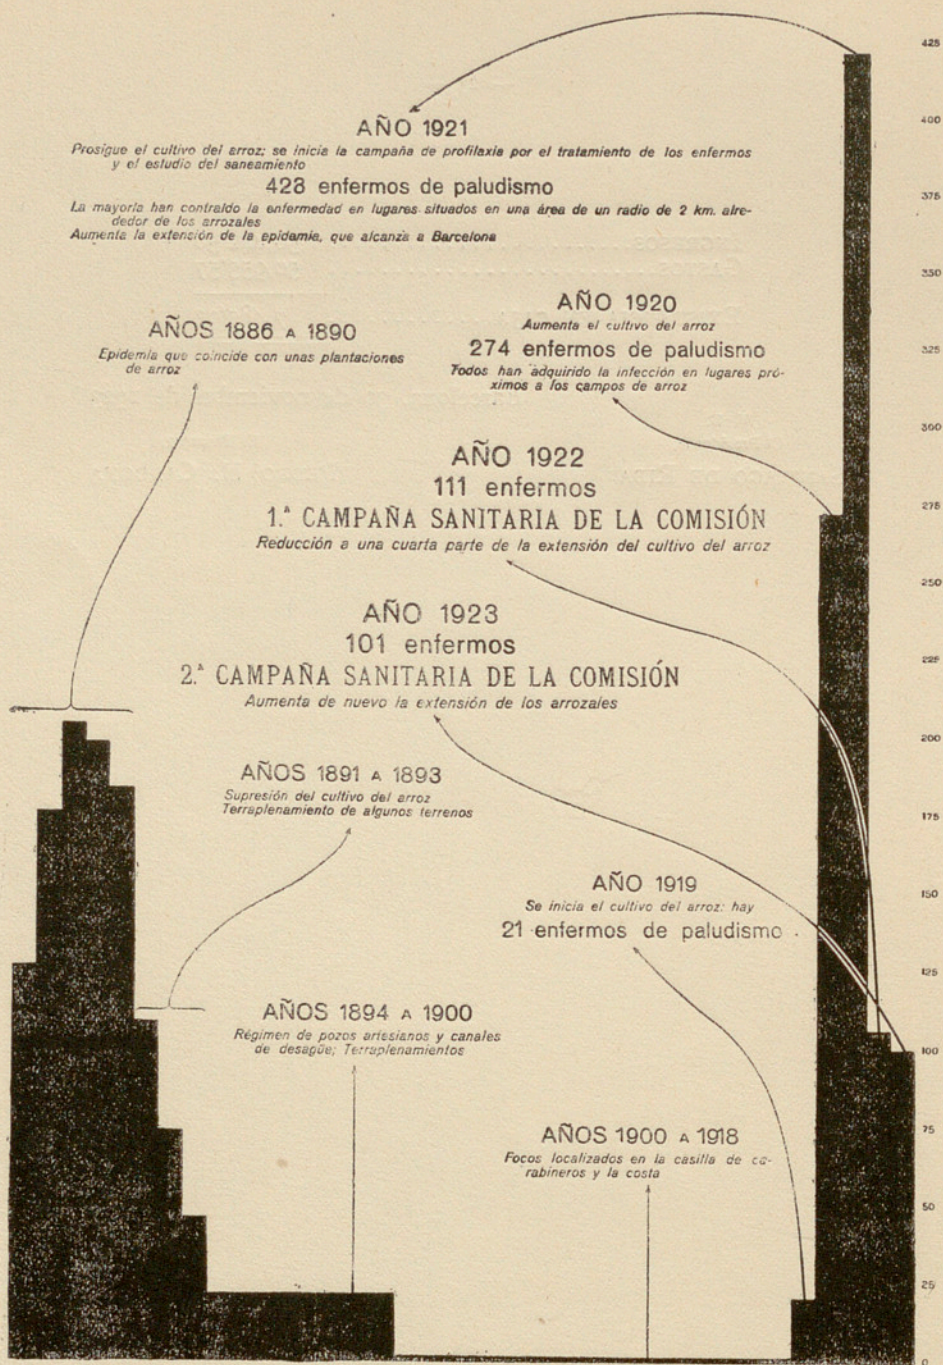 AÑO 1921
Prosigue el cultivo del arroz; se inicia la campaña de profilaxia por el tratamiento de los enfermos
y el estudio del saneamiento
428 enfermos de paludismo
La mayoría han contraído la enfermedad en lugares situados en una área de un radio de 2 km. alre-
dedor de los arrozales
Aumenta la extensión de la epidemia, que alcanza a Barcelona
AÑO 1920
Aumenta el cultivo del arroz
274 enfermos de paludismo
Todos han adquirido la infección en lugares pró-
ximos a los campos de arroz
AÑOS 1886 A 1890
Epidemia que coincide con unas plantaciones
de arroz
AÑO 1922
111 enfermos
1.ª CAMPAÑA SANITARIA DE LA COMISIÓN
Reducción a una cuarta parte de la extensión del cultivo del arroz
AÑO 1923
101 enfermos
2.ª CAMPAÑA SANITARIA DE LA COMISIÓN
Aumenta de nuevo la extensión de los arrozales
AÑOS 1891 A 1893
Supresión del cultivo del arroz
Terraplenamiento de algunos terrenos
AÑO 1919
Se inicia el cultivo del arroz: hay
21 enfermos de paludismo
AÑOS 1894 A 1900
Régimen de pozos artesianos y canales
de desagüe; Terraplenamientos
AÑOS 1900 A 1918
Focos localizados en la casilla de ca-
rabineros y la costa
425
400
375
350
325
300
275
250
225
200
175
150
125
100
75
50
25
0